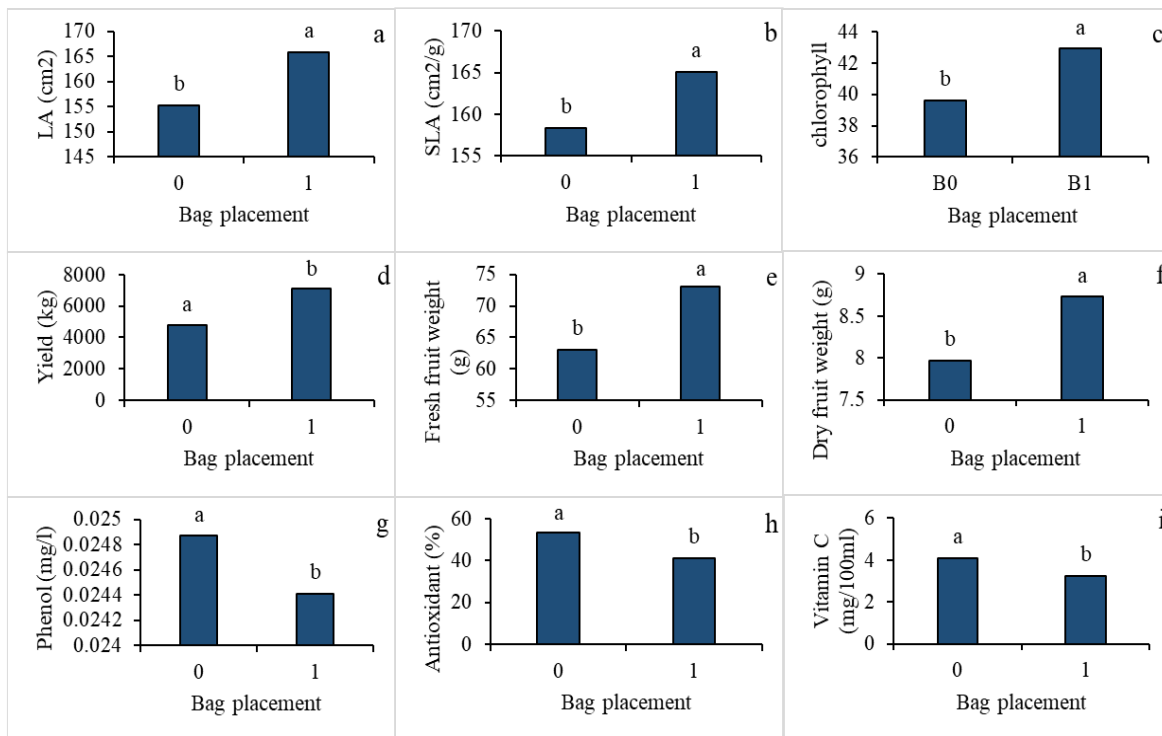 a
LA (cm2)
170
165
160
155
150
145
b
a
0
1
Bag placement
b
SLA (cm2/g)
170
165
160
155
b
a
0
1
Bag placement
c
chlorophyll
44
42
40
38
36
b
a
B0
B1
Bag placement
d
Yield (kg)
8000
6000
4000
2000
0
a
b
0
1
Bag placement
e
Fresh fruit weight
(g)
75
70
65
60
55
b
a
0
1
Bag placement
f
Dry fruit weight (g)
9
8.5
8
7.5
b
a
0
1
Bag placement
g
Phenol (mg/l)
0.025
0.0248
0.0246
0.0244
0.0242
0.024
a
b
0
1
Bag placement
h
Antioxidant (%)
60
40
20
0
a
b
0
1
Bag placement
i
Vitamin C
(mg/100ml)
6
4
2
0
a
b
0
1
Bag placement